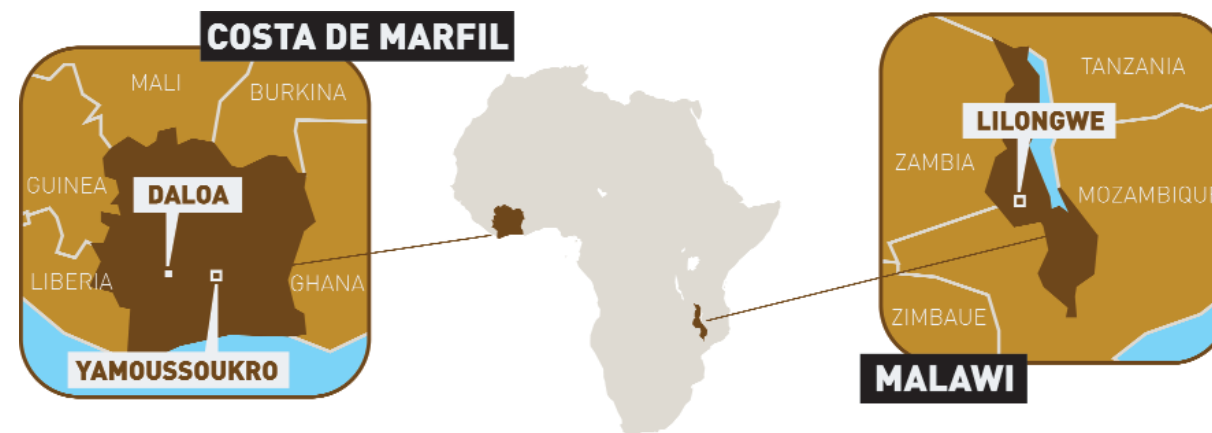 COSTA DE MARFIL
MALI
BURKINA
GUINEA
DALOA
LIBERIA
GHANA
YAMOUSSOUKRO
TANZANIA
LILONGWE
ZAMBIA
MOZAMBIQU
ZIMBAUE
MALAWI